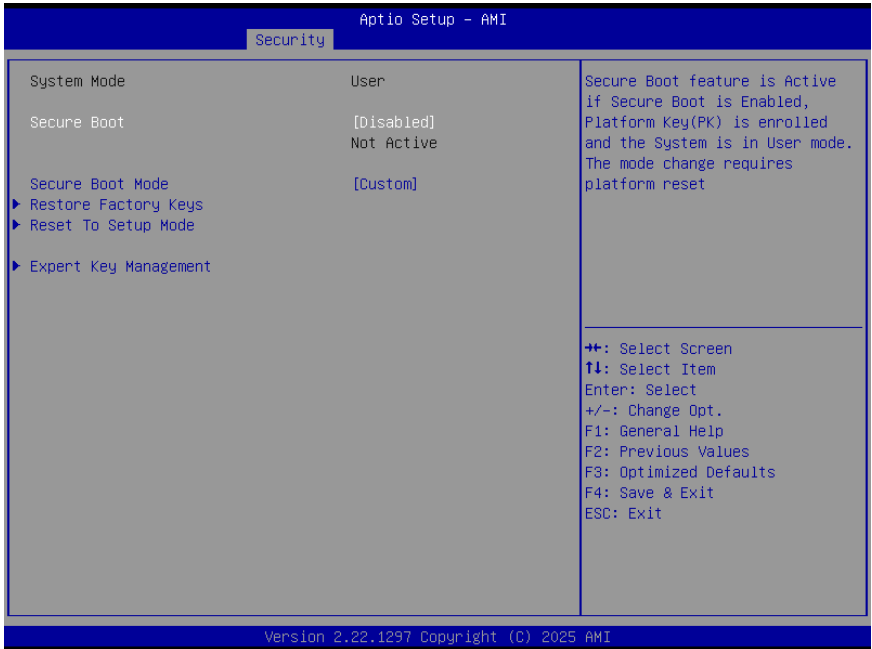 Aptio Setup – AMI
Security
System Mode User
Secure Boot [Disabled]
Not Active
Secure Boot Mode [Custom]
Restore Factory Keys
Reset To Setup Mode
Expert Key Management
Secure Boot feature is Active
if Secure Boot is Enabled,
Platform Key(PK) is enrolled
and the System is in User mode.
The mode change requires
platform reset
→←: Select Screen
↑↓: Select Item
Enter: Select
+/-: Change Opt.
F1: General Help
F2: Previous Values
F3: Optimized Defaults
F4: Save & Exit
ESC: Exit
Version 2.22.1297 Copyright (C) 2025 AMI